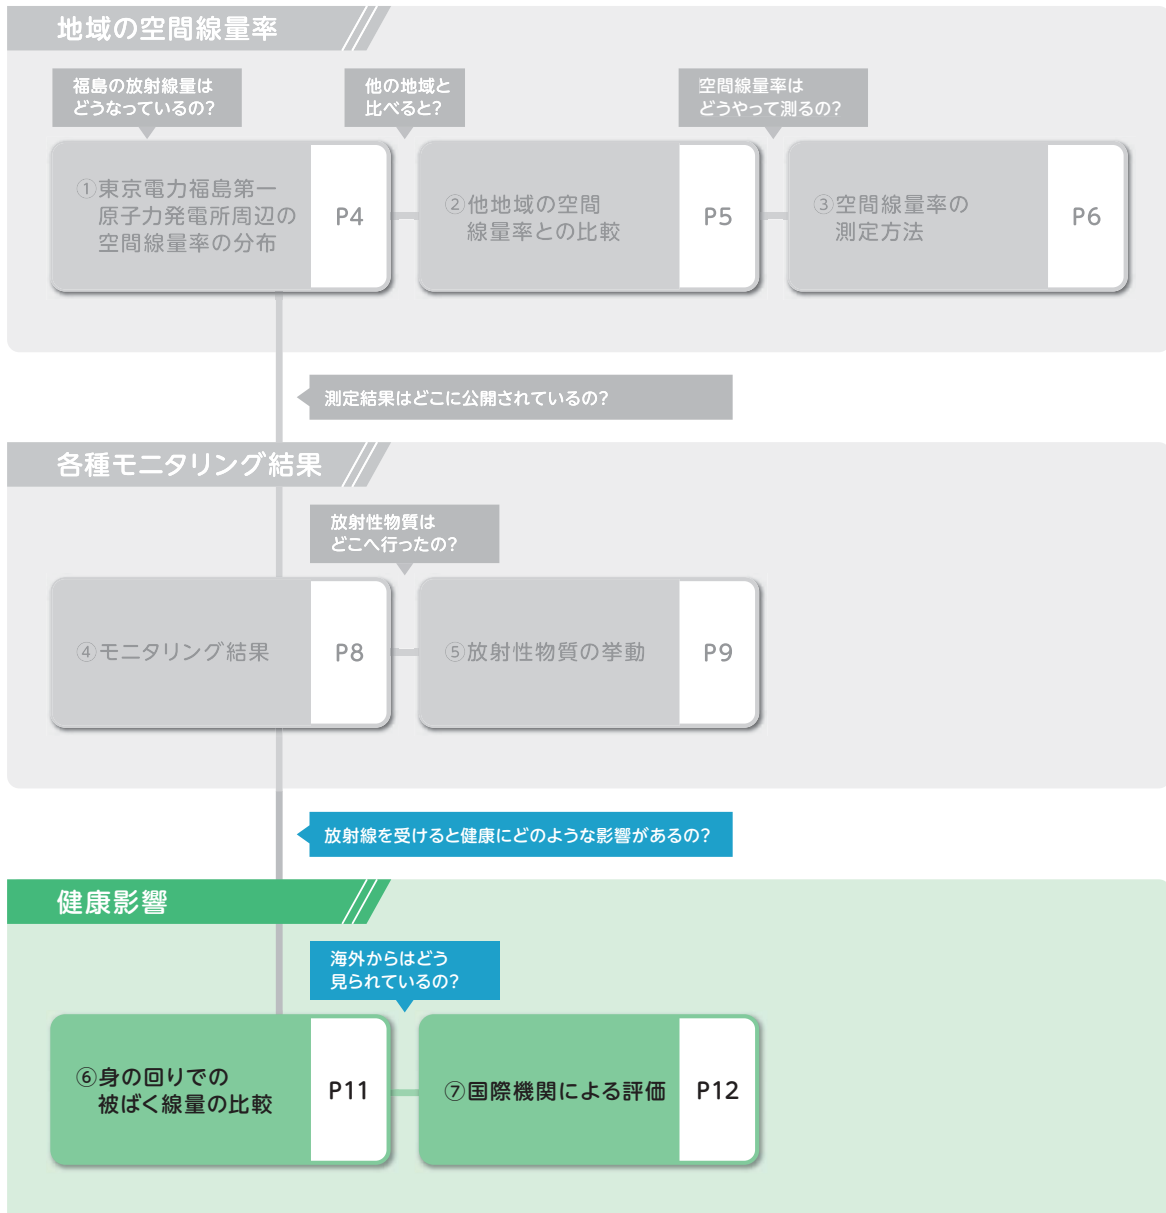 地域の空間線量率
福島の放射線量は
どうなっているの?
他の地域と
比べると?
空間線量率は
どうやって測るの?
①東京電力福島第一
原子力発電所周辺の
空間線量率の分布
P4
②他地域の空間
線量率との比較
P5
③空間線量率の
測定方法
P6
測定結果はどこに公開されているの?
各種モニタリング結果
放射性物質は
どこへ行ったの?
④モニタリング結果
P8
⑤放射性物質の挙動
P9
放射線を受けると健康にどのような影響があるの?
健康影響
海外からはどう
見られているの?
⑥身の回りでの
被ばく線量の比較
P11
⑦国際機関による評価
P12